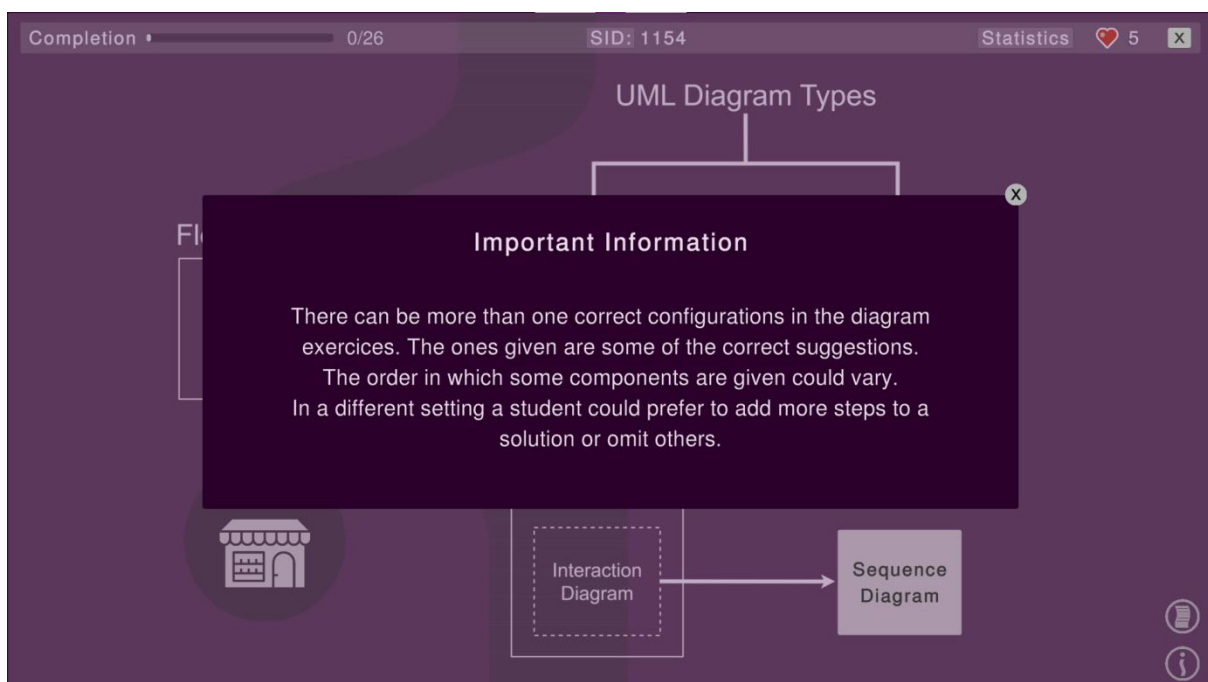 Completion 0/26 SID: 1154 Statistics 5 X
UML Diagram Types
X
Important Information
There can be more than one correct configurations in the diagram
exercices. The ones given are some of the correct suggestions.
The order in which some components are given could vary.
In a different setting a student could prefer to add more steps to a
solution or omit others.
Interaction
Diagram
Sequence
Diagram